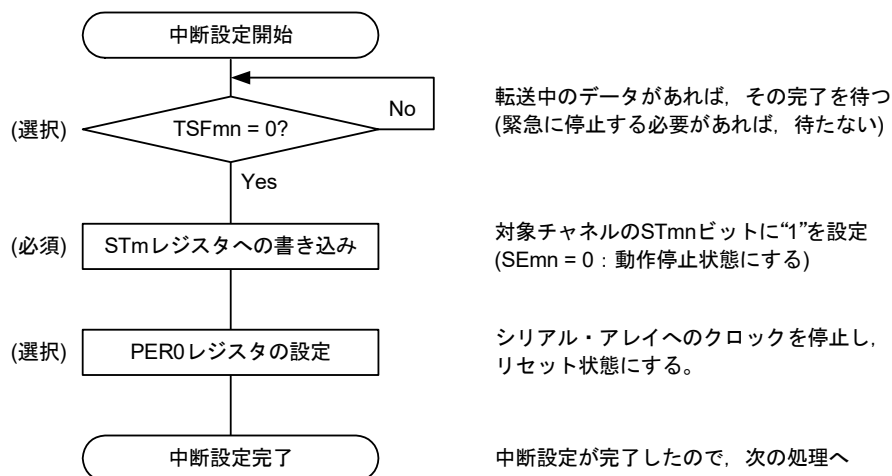 中断設定開始
No
転送中のデータがあれば，その完了を待つ
(選択)
TSFmn = 0?
(緊急に停止する必要があれば，待たない)
Yes
(必須)
STmレジスタへの書き込み
対象チャネルのSTmnビットに“1”を設定
(SEmn = 0：動作停止状態にする)
(選択)
PER0レジスタの設定
シリアル・アレイへのクロックを停止し，
リセット状態にする。
中断設定完了
中断設定が完了したので，次の処理へ